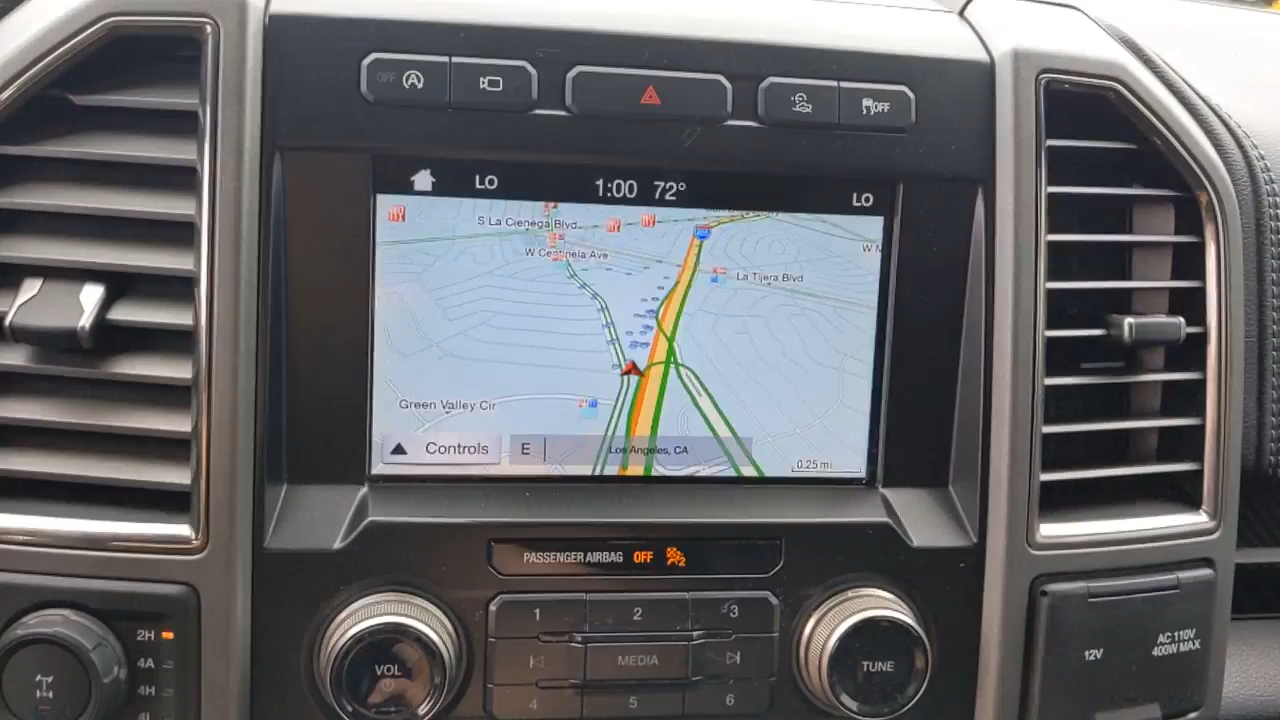 OFF A
OFF
LO 1:00 72° LO
S La Cienega Blvd
W Centinela Ave
W
La Tijera Blvd
Green Valley Cir
Controls E Los Angeles, CA 0.25 mi
PASSENGER AIRBAG OFF 2
1 2 3
VOL MEDIA TUNE
4 5 6
2H
4A
4H
12V AC 110V
400W MAX